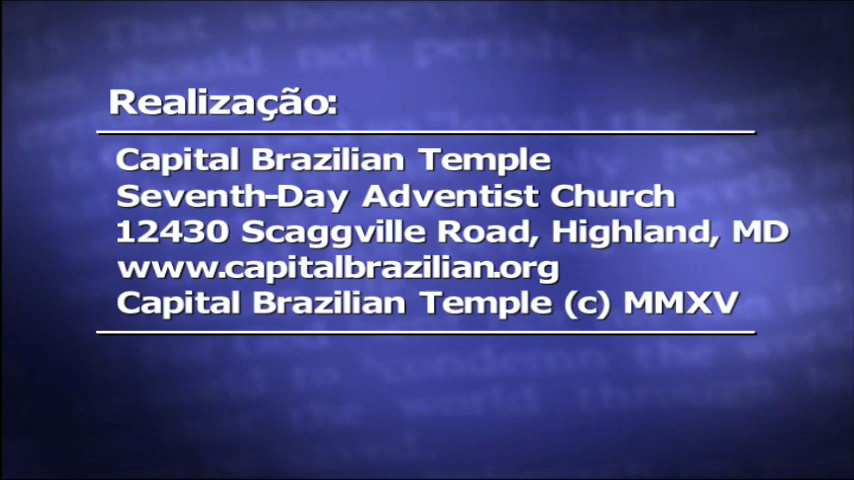 Realização:
Capital Brazilian Temple
Seventh-Day Adventist Church
12430 Scaggville Road, Highland, MD
www.capitalbrazilian.org
Capital Brazilian Temple (c) MMXV